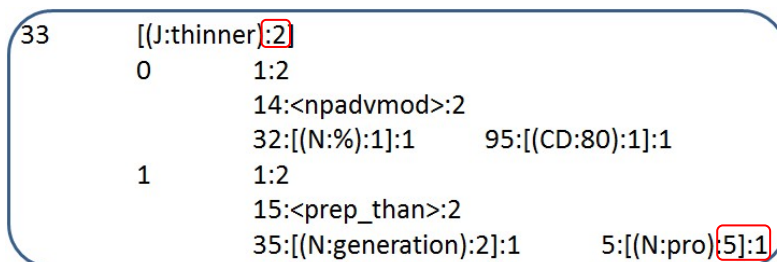 33 [(J:thinner):2]
0 1:2
14:<npadvmod>:2
32:[(N:%):1]:1 95:[(CD:80):1]:1
1 1:2
15:<prep_than>:2
35:[(N:generation):2]:1 5:[(N:pro):5]:1